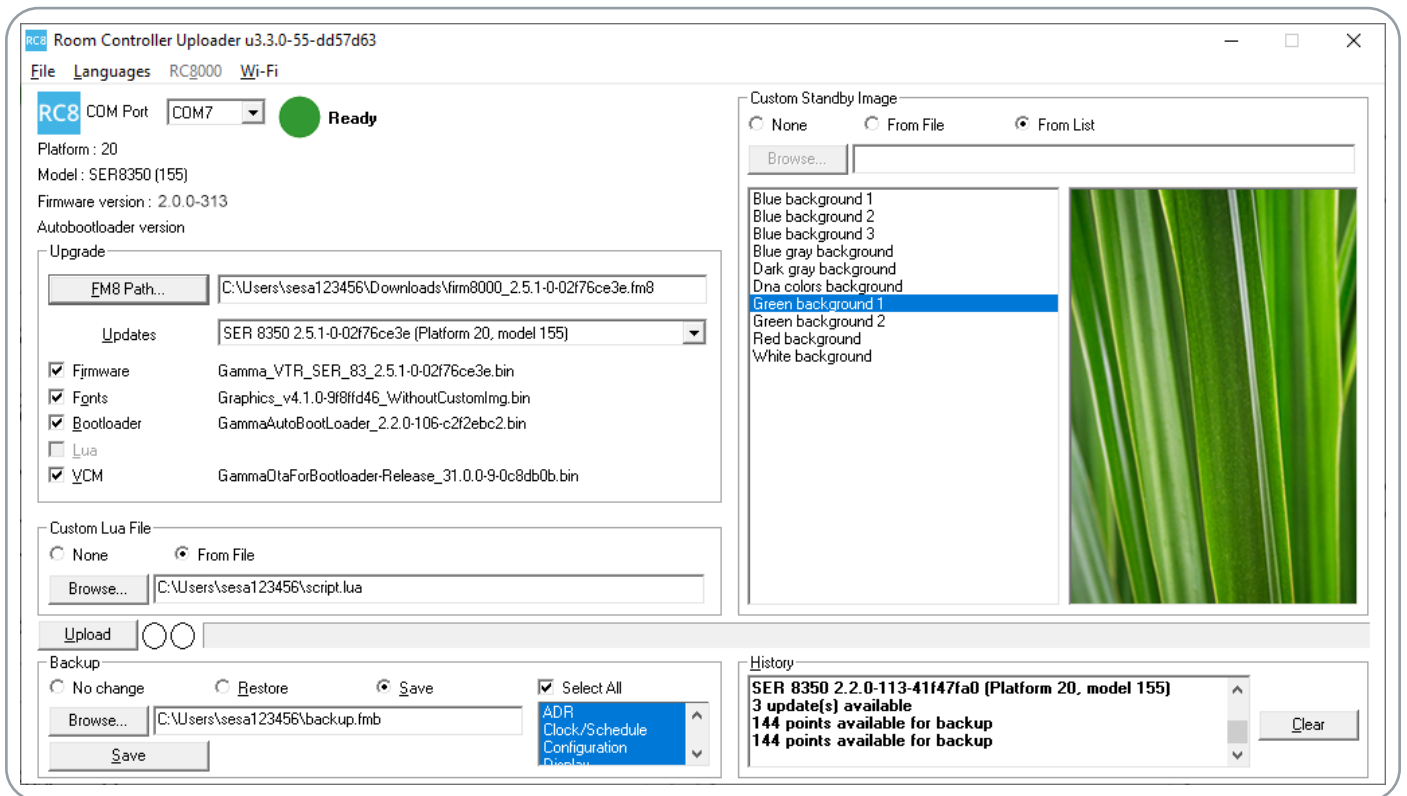 RC8 Room Controller Uploader u3.3.0-55-dd57d63
File Languages RC8000 Wi-Fi
RC8 COM Port COM7 Ready
Platform : 20
Model : SER8350 (155)
Firmware version : 2.0.0-313
Autobootloader version
Upgrade
FM8 Path... C:\Users\sesa123456\Downloads\firm8000_2.5.1-0-02f76ce3e.fm8
Updates SER 8350 2.5.1-0-02f76ce3e (Platform 20, model 155)
Firmware Gamma_VTR_SER_83_2.5.1-0-02f76ce3e.bin
Fonts Graphics_v4.1.0-9f8ffd46_WithoutCustomImg.bin
Bootloader GammaAutoBootLoader_2.2.0-106-c2f2ebc2.bin
Lua
VCM GammaOtaForBootloader-Release_31.0.0-9-0c8db0b.bin
Custom Lua File
None From File
Browse... C:\Users\sesa123456\script.lua
Custom Standby Image
None From File From List
Browse...
Blue background 1
Blue background 2
Blue background 3
Blue gray background
Dark gray background
Dna colors background
Green background 1
Green background 2
Red background
White background
Upload
Backup
No change Restore Save Select All
Browse... C:\Users\sesa123456\backup.fmb
Save
ADR
Clock/Schedule
Configuration
Display
History
SER 8350 2.2.0-113-41f47fa0 (Platform 20, model 155)
3 update(s) available
144 points available for backup
144 points available for backup
Clear